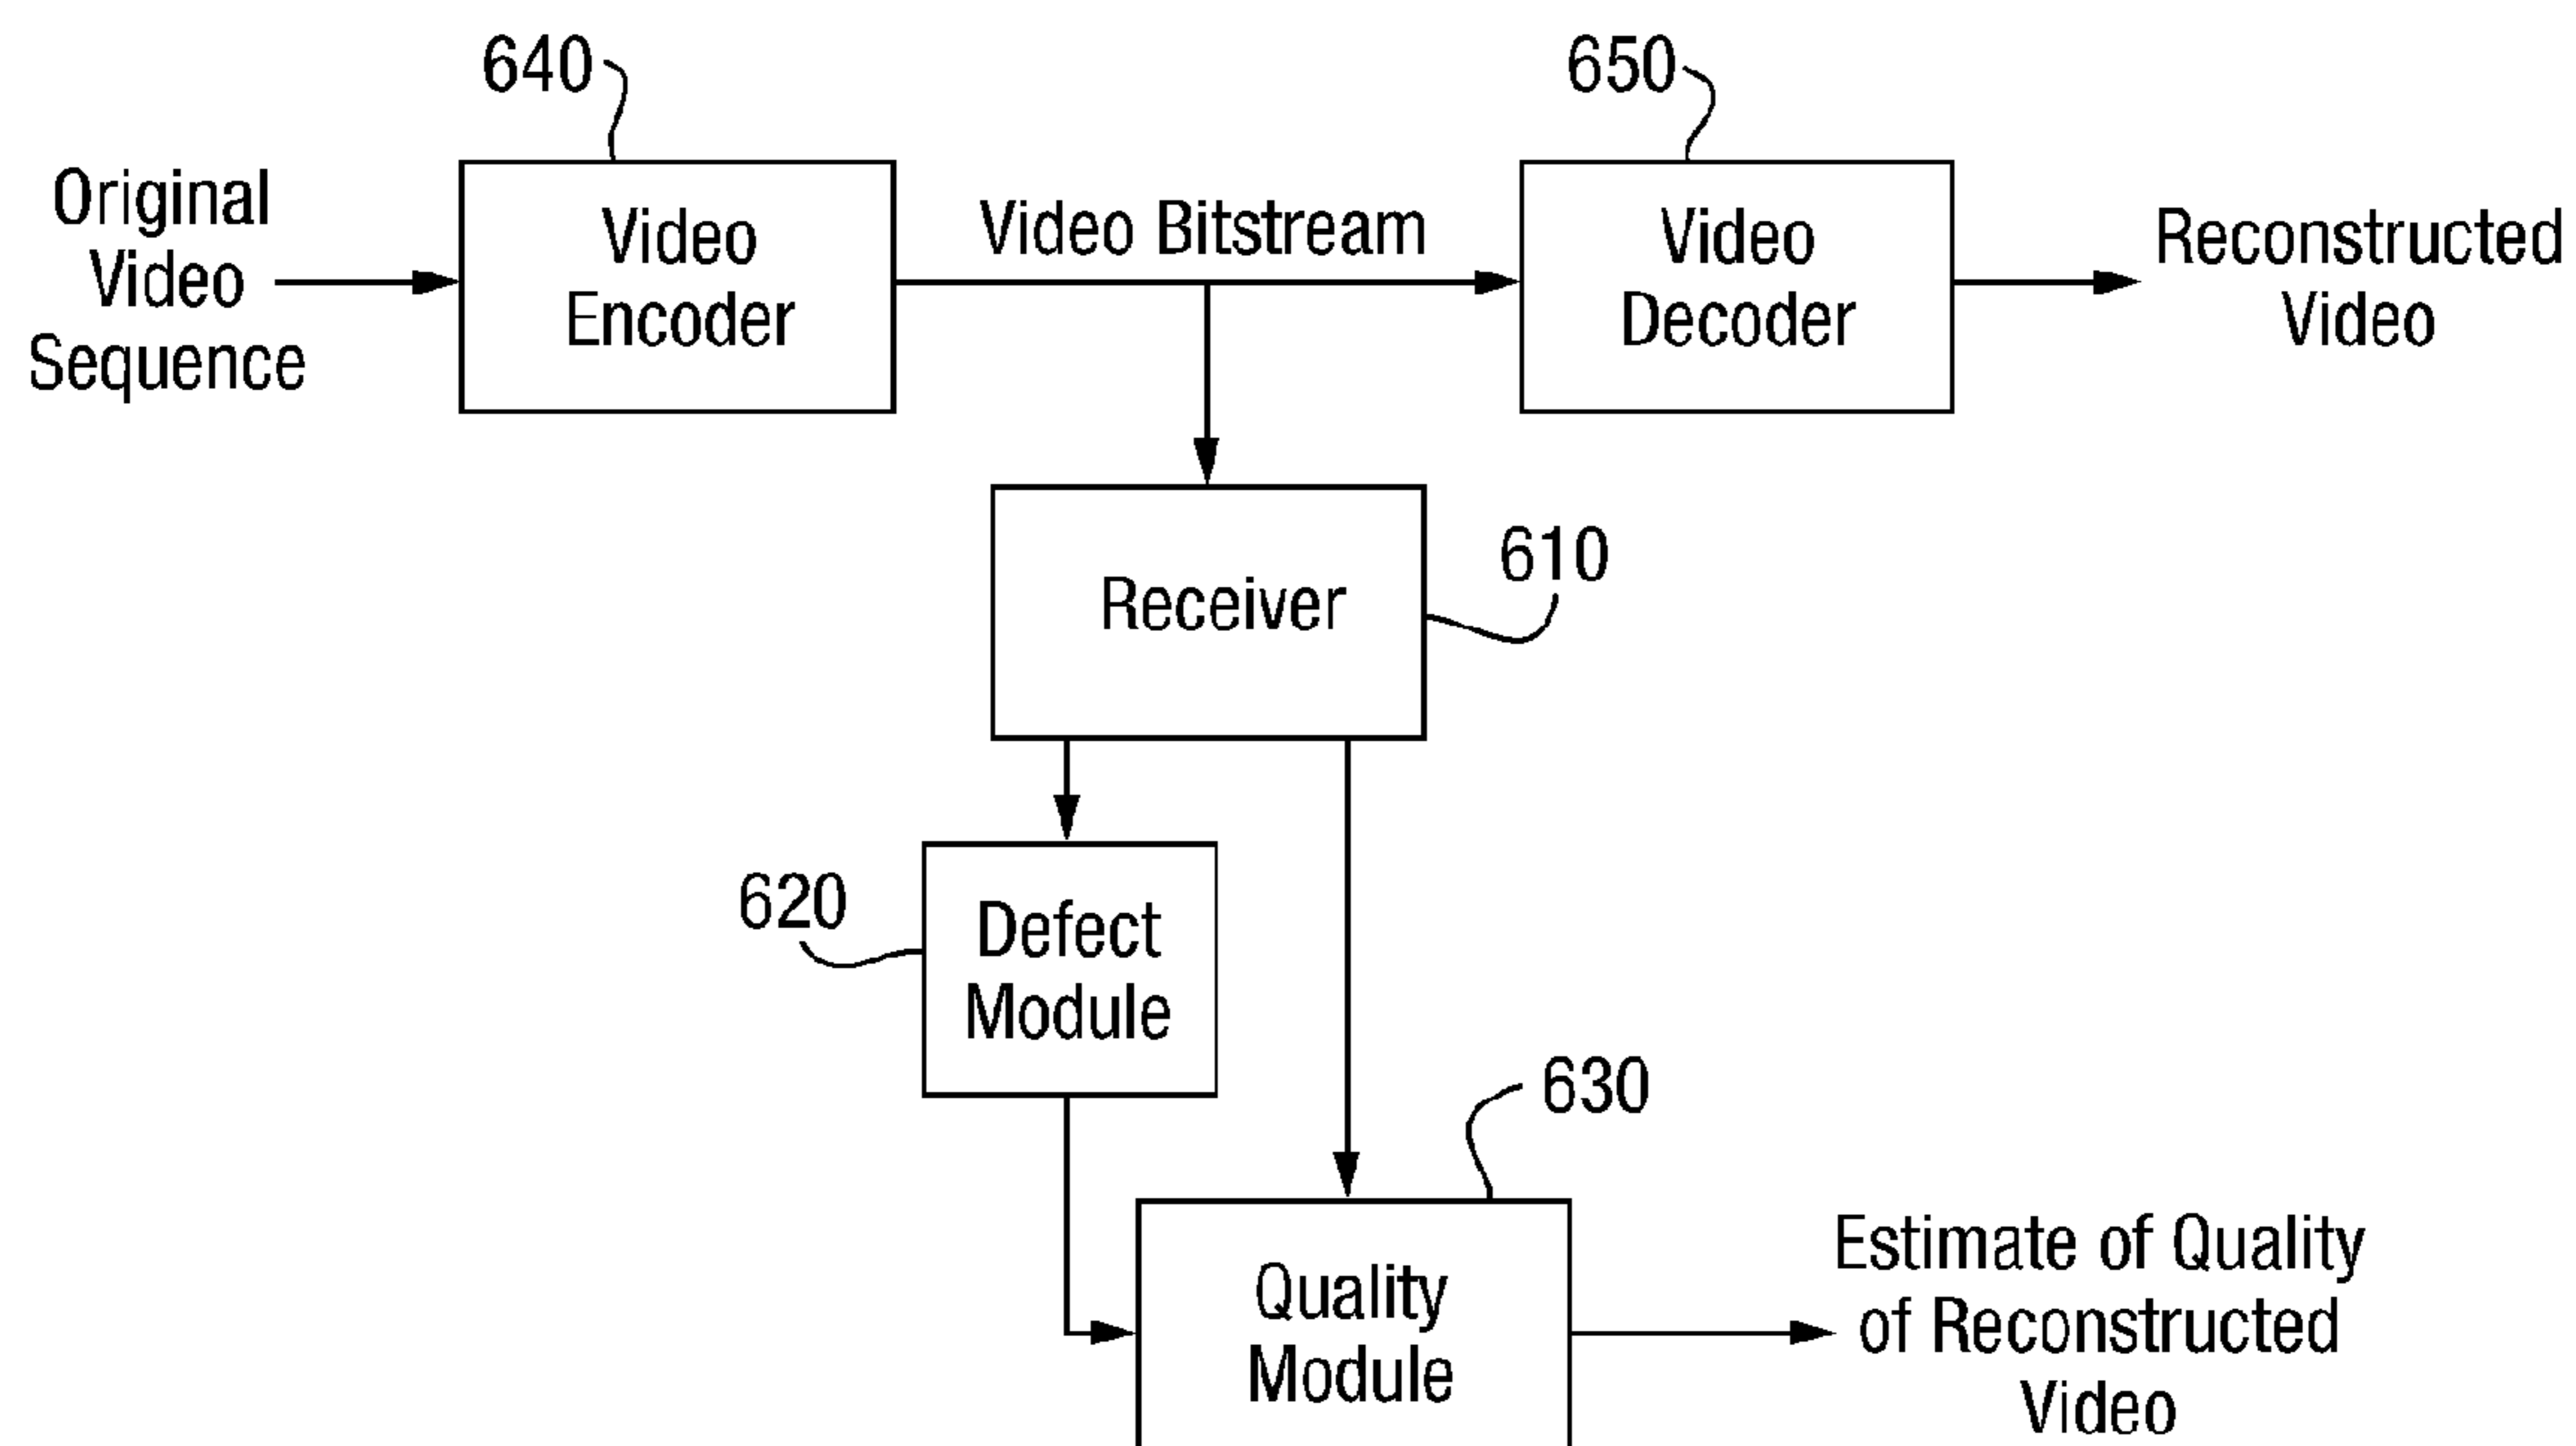 640
650
Original
Video
Sequence
Video
Encoder
Video Bitstream
Video
Decoder
Reconstructed
Video
Receiver
610
620
Defect
Module
630
Quality
Module
Estimate of Quality
of Reconstructed
Video